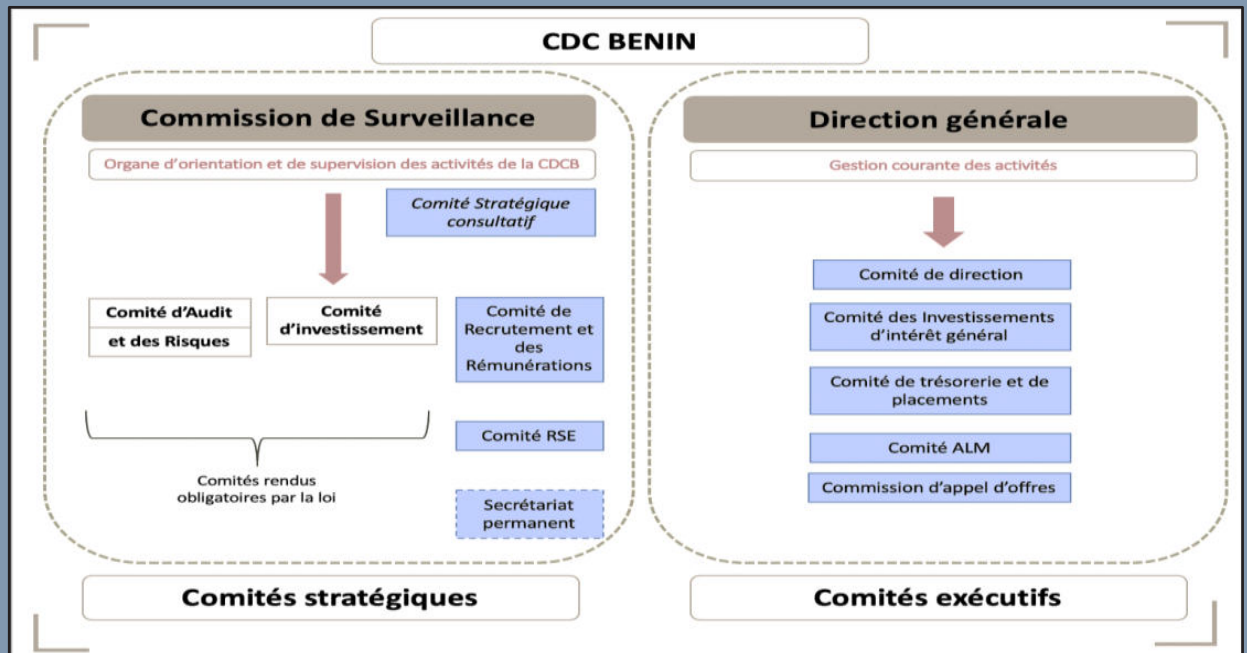 CDC BENIN
Commission de Surveillance
Organe d'orientation et de supervision des activités de la CDCB
Comité Stratégique
consultatif
Comité d'Audit
et des Risques
Comité
d'investissement
Comité de
Recrutement et
des
Rémunérations
Comité RSE
Comités rendus
obligatoires par la loi
Secrétariat
permanent
Comités stratégiques
Direction générale
Gestion courante des activités
Comité de direction
Comité des Investissements
d'intérêt général
Comité de trésorerie et de
placements
Comité ALM
Commission d'appel d'offres
Comités exécutifs